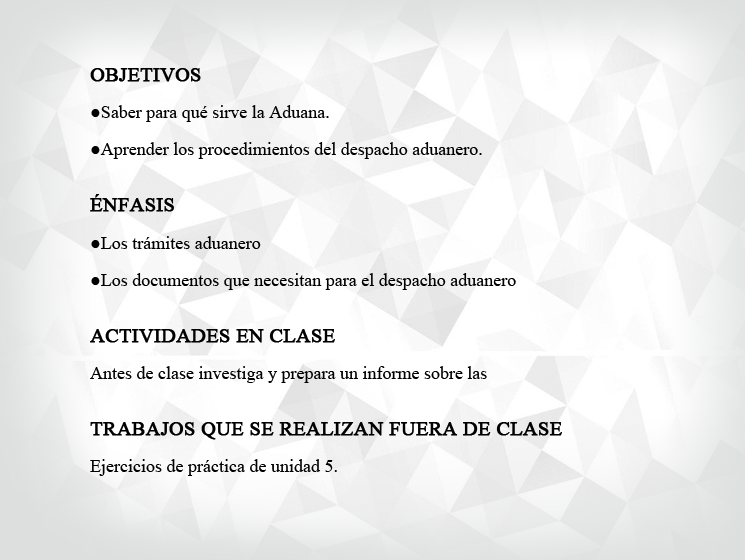 OBJETIVOS
●Saber para qué sirve la Aduana.
●Aprender los procedimientos del despacho aduanero.
ÉNFASIS
●Los trámites aduanero
●Los documentos que necesitan para el despacho aduanero
ACTIVIDADES EN CLASE
Antes de clase investiga y prepara un informe sobre las
TRABAJOS QUE SE REALIZAN FUERA DE CLASE
Ejercicios de práctica de unidad 5.